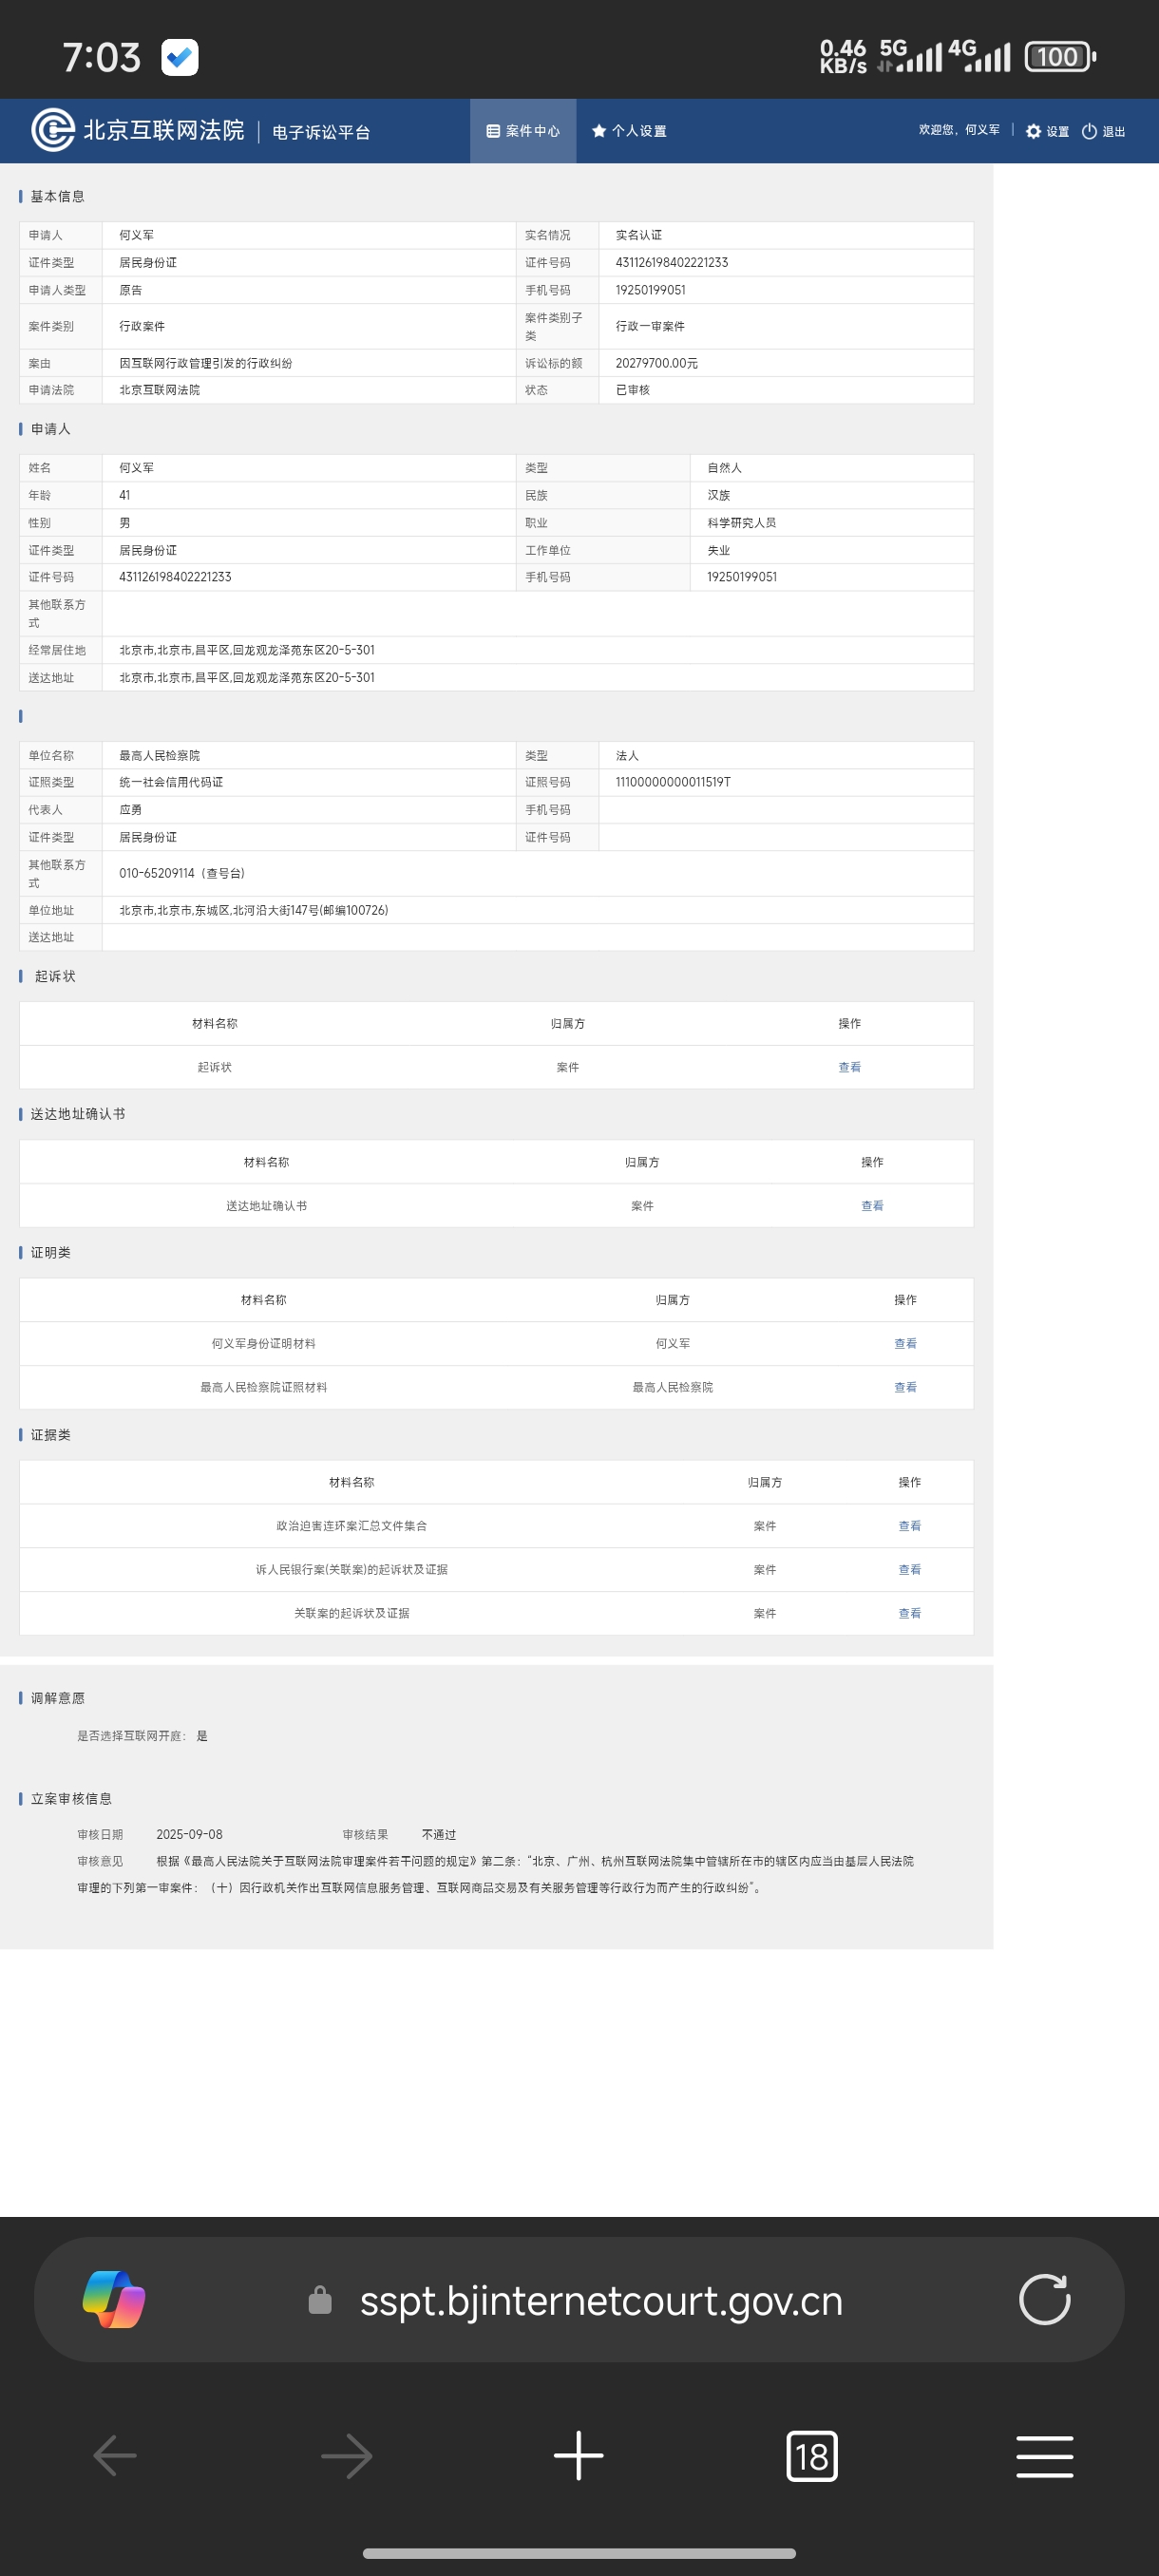 7:03
0.46 KB/s 5G 4G 100
北京互联网法院 | 电子诉讼平台 案件中心 个人设置 欢迎您，何义军 | 设置 退出
基本信息
申请人 何义军 实名情况 实名认证
证件类型 居民身份证 证件号码 431126198402221233
申请人类型 原告 手机号码 19250199051
案件类别 行政案件 案件类别子类 行政一审案件
案由 因互联网行政管理引发的行政纠纷 诉讼标的额 20279700.00元
申请法院 北京互联网法院 状态 已审核
申请人
姓名 何义军 类型 自然人
年龄 41 民族 汉族
性别 男 职业 科学研究人员
证件类型 居民身份证 工作单位 失业
证件号码 431126198402221233 手机号码 19250199051
其他联系方式
经常居住地 北京市,北京市,昌平区,回龙观龙泽苑东区20-5-301
送达地址 北京市,北京市,昌平区,回龙观龙泽苑东区20-5-301
单位名称 最高人民检察院 类型 法人
证照类型 统一社会信用代码证 证照号码 11100000000011519T
代表人 应勇 手机号码
证件类型 居民身份证 证件号码
其他联系方式 010-65209114（查号台)
单位地址 北京市,北京市,东城区,北河沿大街147号(邮编100726)
送达地址
起诉状
材料名称 归属方 操作
起诉状 案件 查看
送达地址确认书
材料名称 归属方 操作
送达地址确认书 案件 查看
证明类
材料名称 归属方 操作
何义军身份证明材料 何义军 查看
最高人民检察院证照材料 最高人民检察院 查看
证据类
材料名称 归属方 操作
政治迫害连环案汇总文件集合 案件 查看
诉人民银行案(关联案)的起诉状及证据 案件 查看
关联案的起诉状及证据 案件 查看
调解意愿
是否选择互联网开庭： 是
立案审核信息
审核日期 2025-09-08 审核结果 不通过
审核意见 根据《最高人民法院关于互联网法院审理案件若干问题的规定》第二条：“北京、广州、杭州互联网法院集中管辖所在市的辖区内应当由基层人民法院
审理的下列第一审案件：（十）因行政机关作出互联网信息服务管理、互联网商品交易及有关服务管理等行政行为而产生的行政纠纷”。
sspt.bjinternetcourt.gov.cn
18